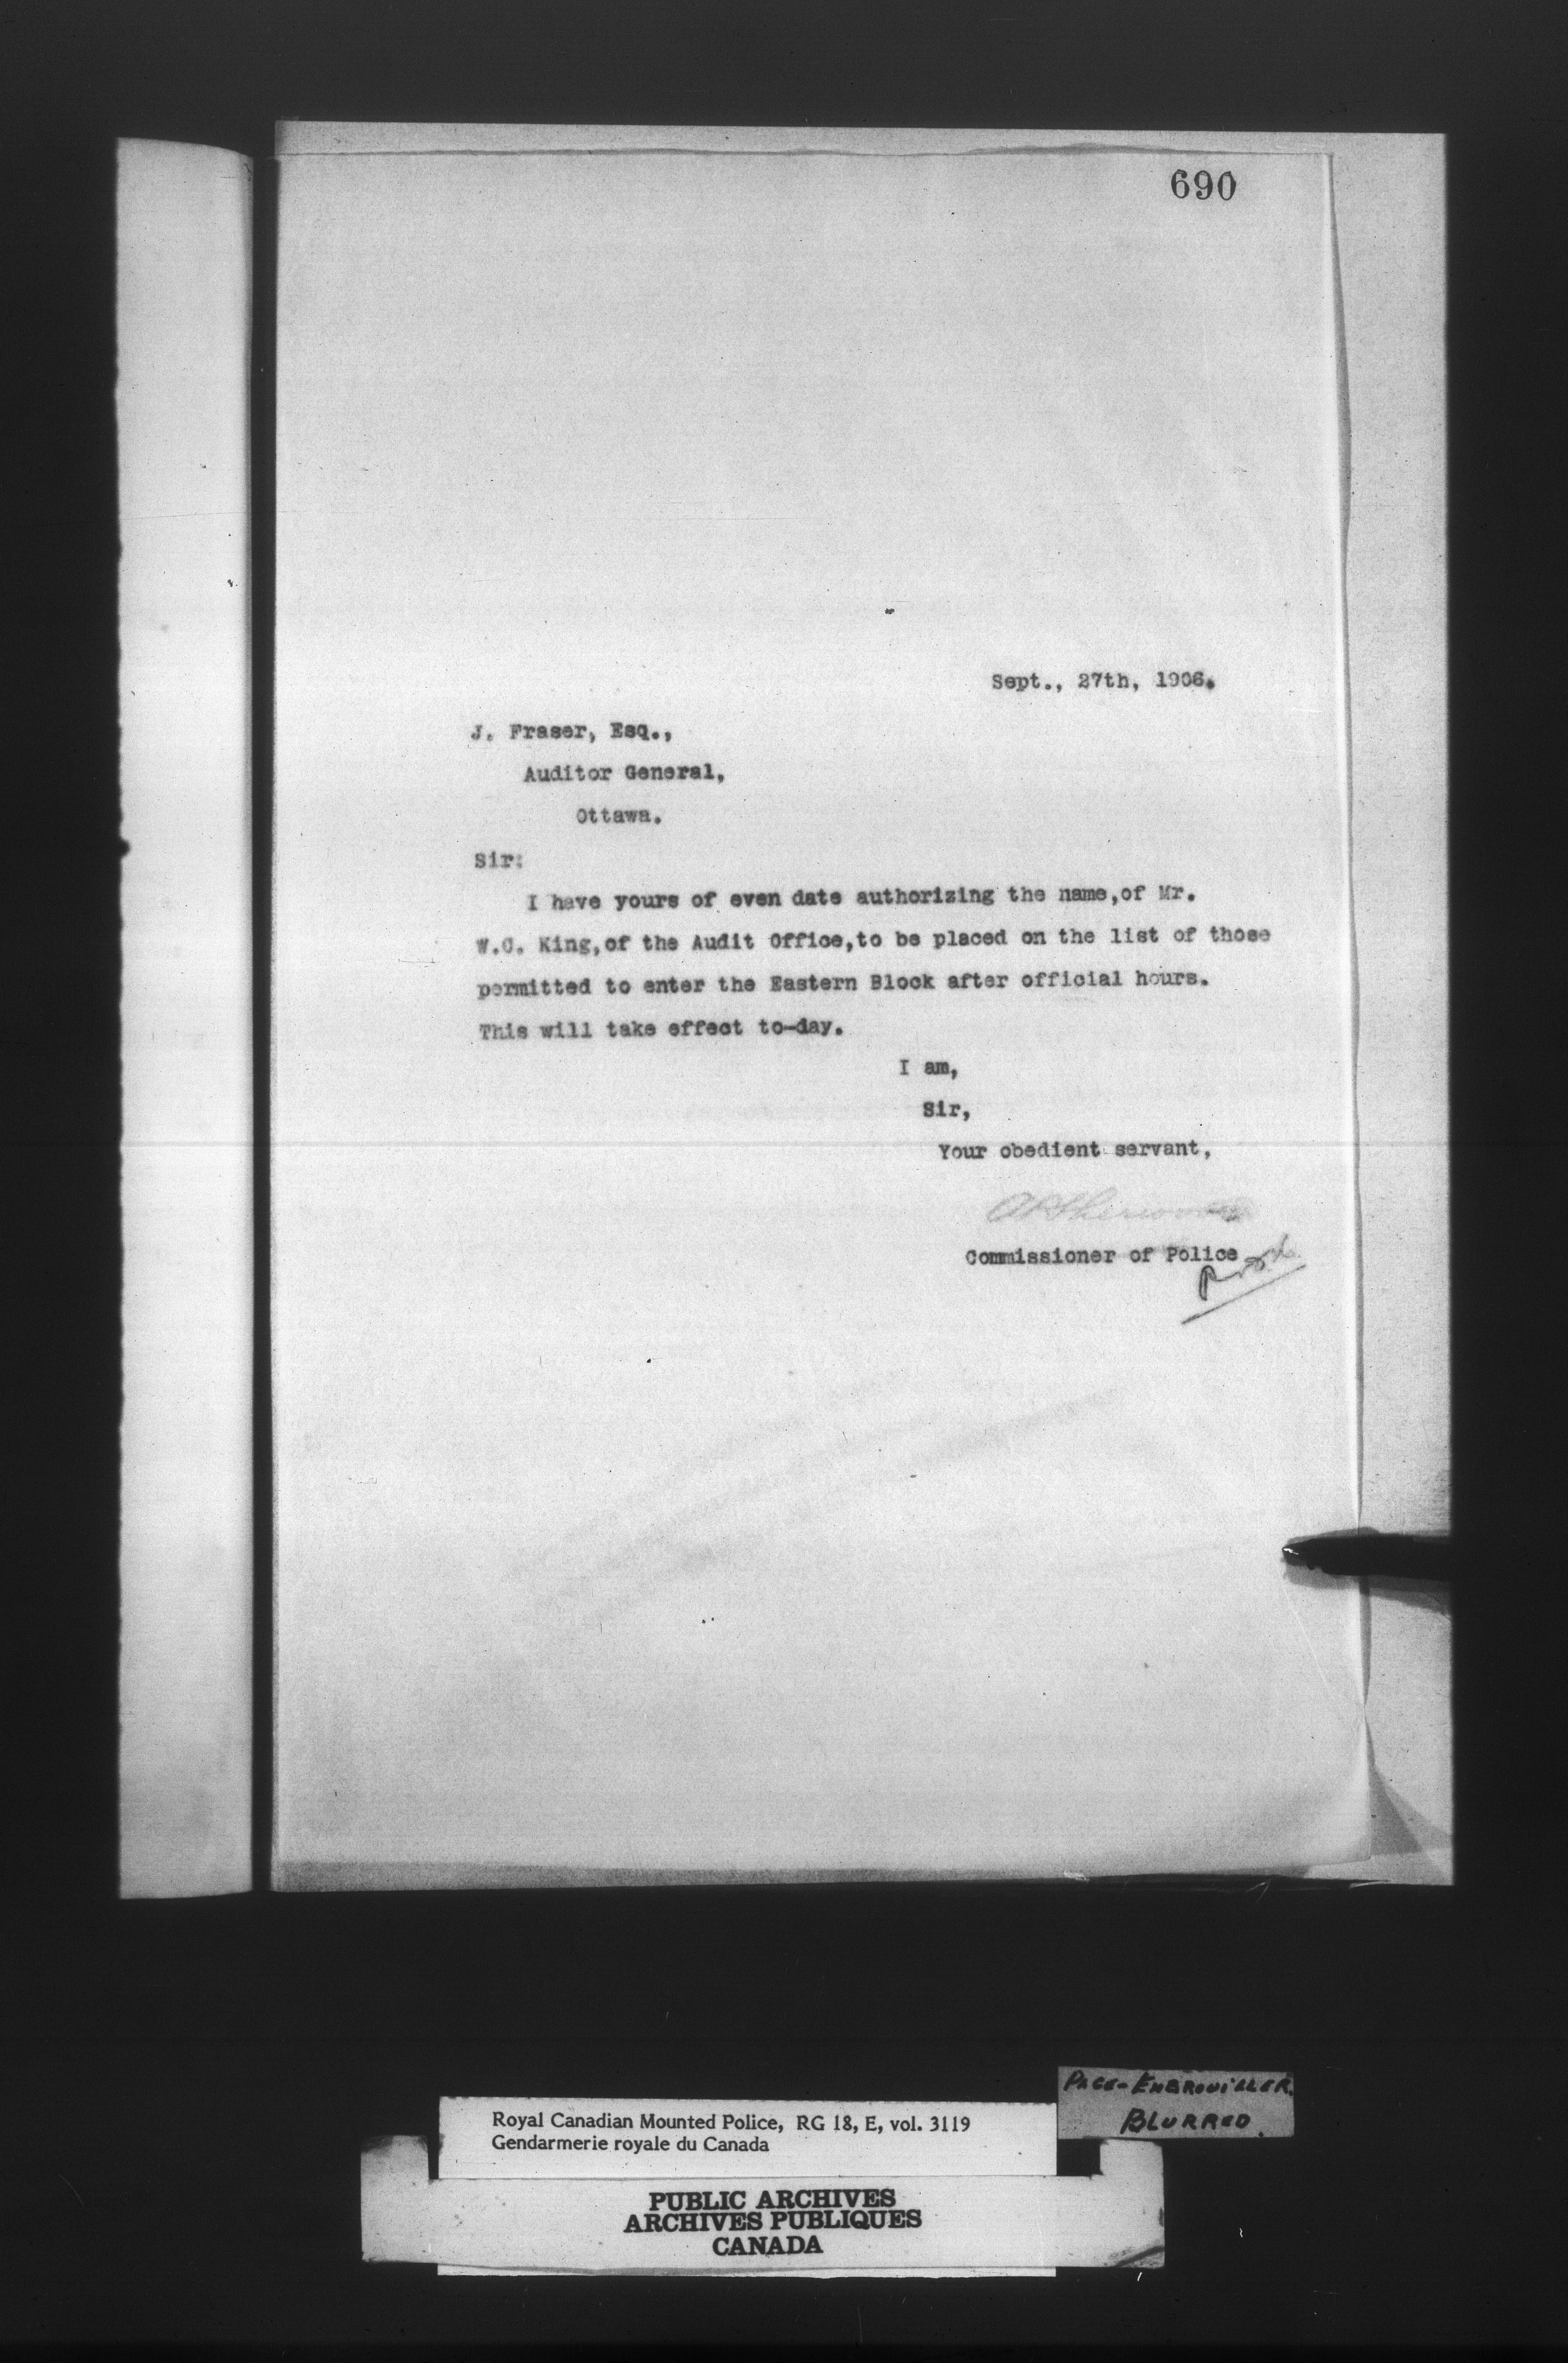 690
Sept., 27th, 1906.
J. Fraser, Esq.,
Auditor General,
Ottawa.
Sir:
I have yours of even date authorizing the name,of Mr.
W.C. King,of the Audit Office,to be placed on the list of those
permitted to enter the Eastern Block after official hours.
This will take effect to-day.
I am,
Sir,
Your obedient servant,
APSherwood
Commissioner of Police
PAGE-EMBROUILLER.
BLURRED.
Royal Canadian Mounted Police, RG 18, E, vol. 3119
Gendarmerie royale du Canada
PUBLIC ARCHIVES
ARCHIVES PUBLIQUES
CANADA